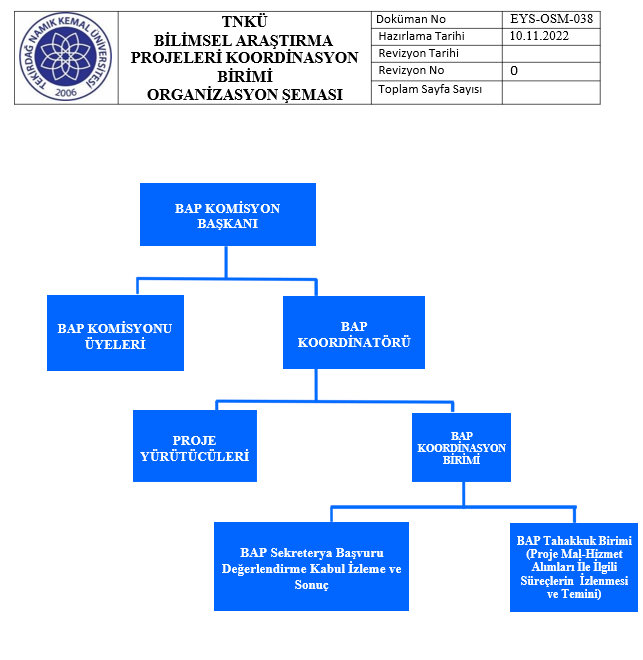 TEKİRDAĞ NAMIK KEMAL ÜNİVERSİTESİ
2006
TNKÜ
BİLİMSEL ARAŞTIRMA
PROJELERİ KOORDİNASYON
BİRİMİ
ORGANİZASYON ŞEMASI
Doküman No EYS-OSM-038
Hazırlama Tarihi 10.11.2022
Revizyon Tarihi
Revizyon No 0
Toplam Sayfa Sayısı
BAP KOMİSYON
BAŞKANI
BAP KOMİSYONU
ÜYELERİ
BAP
KOORDİNATÖRÜ
PROJE
YÜRÜTÜCÜLERİ
BAP
KOORDİNASYON
BİRİMİ
BAP Sekreterya Başvuru
Değerlendirme Kabul İzleme ve
Sonuç
BAP Tahakkuk Birimi
(Proje Mal-Hizmet
Alımları İle İlgili
Süreçlerin İzlenmesi
ve Temini)